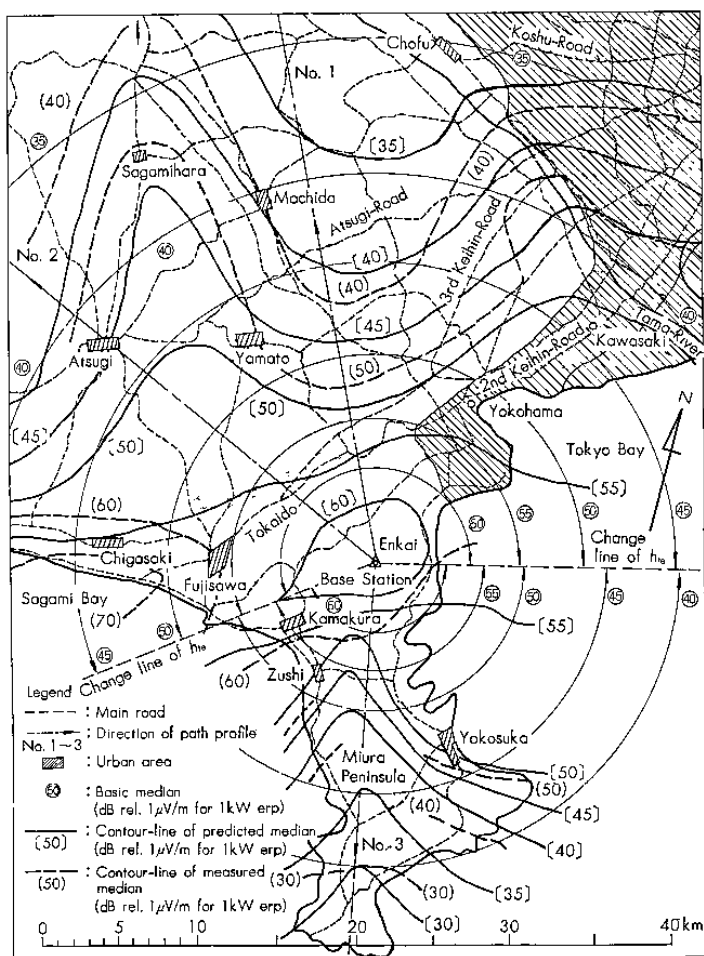 Chofu
Koshu-Road
㉟
No. 1
(40)
㉟
[35]
(40)
Sagamihara
Machida
Atsugi-Road
3rd Keihin-Road
No. 2
㊵
[40]
(40)
[45]
Tama-River
㊵
Kawasaki
2nd Keihin-Road
Atsugi
Yamato
(50)
㊵
[50]
Yokohama
N
[45]
[50]
Tokyo Bay
[55]
(60)
[60]
Tokaido
Enkai
60
55
㊿
㊺
Change
line of hte
Chigasaki
Fujisawa
Base Station
Sagami Bay
(70)
60
Kamakura
55
㊿
㊺
㊵
[55]
㊿
㊺
Change line of hte
(60)
Zushi
Legend
: Main road
: Direction of path profile
No. 1~3
: Urban area
㊿ : Basic median
(dB rel. 1μV/m for 1kW erp)
[50] : Contour-line of predicted median
(dB rel. 1μV/m for 1kW erp)
(50) : Contour-line of measured
median
(dB rel. 1μV/m for 1kW erp)
Yokosuka
Miura
Peninsula
[50]
(50)
[45]
(40)
[40]
No.-3
(30)
(30)
[35]
[30]
0 5 10 20 30 40 km